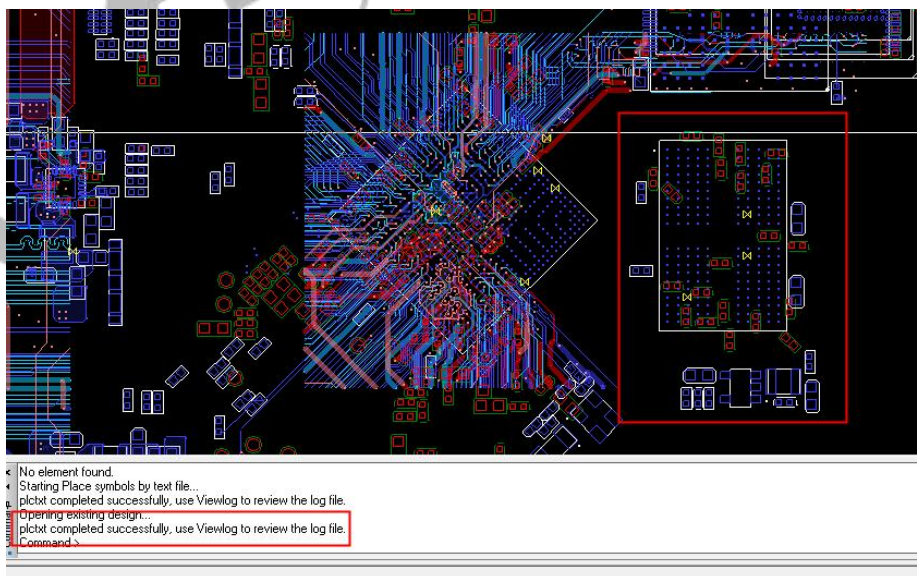 No element found.
Starting Place symbols by text file...
plctxt completed successfully, use Viewlog to review the log file.
Opening existing design...
plctxt completed successfully, use Viewlog to review the log file.
Command >